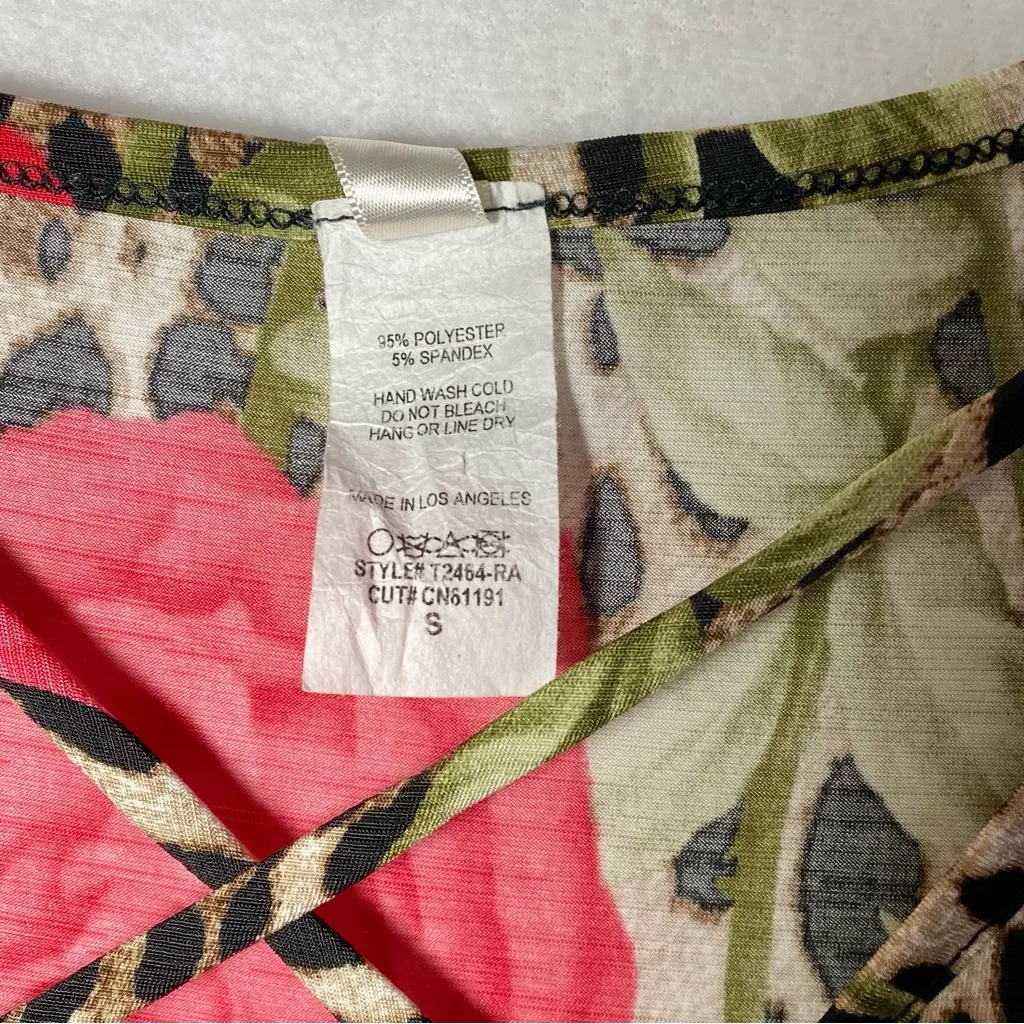 95% POLYESTER
5% SPANDEX
HAND WASH COLD
DO NOT BLEACH
HANG OR LINE DRY
MADE IN LOS ANGELES
STYLE# T2464-RA
CUT# CN61191
S